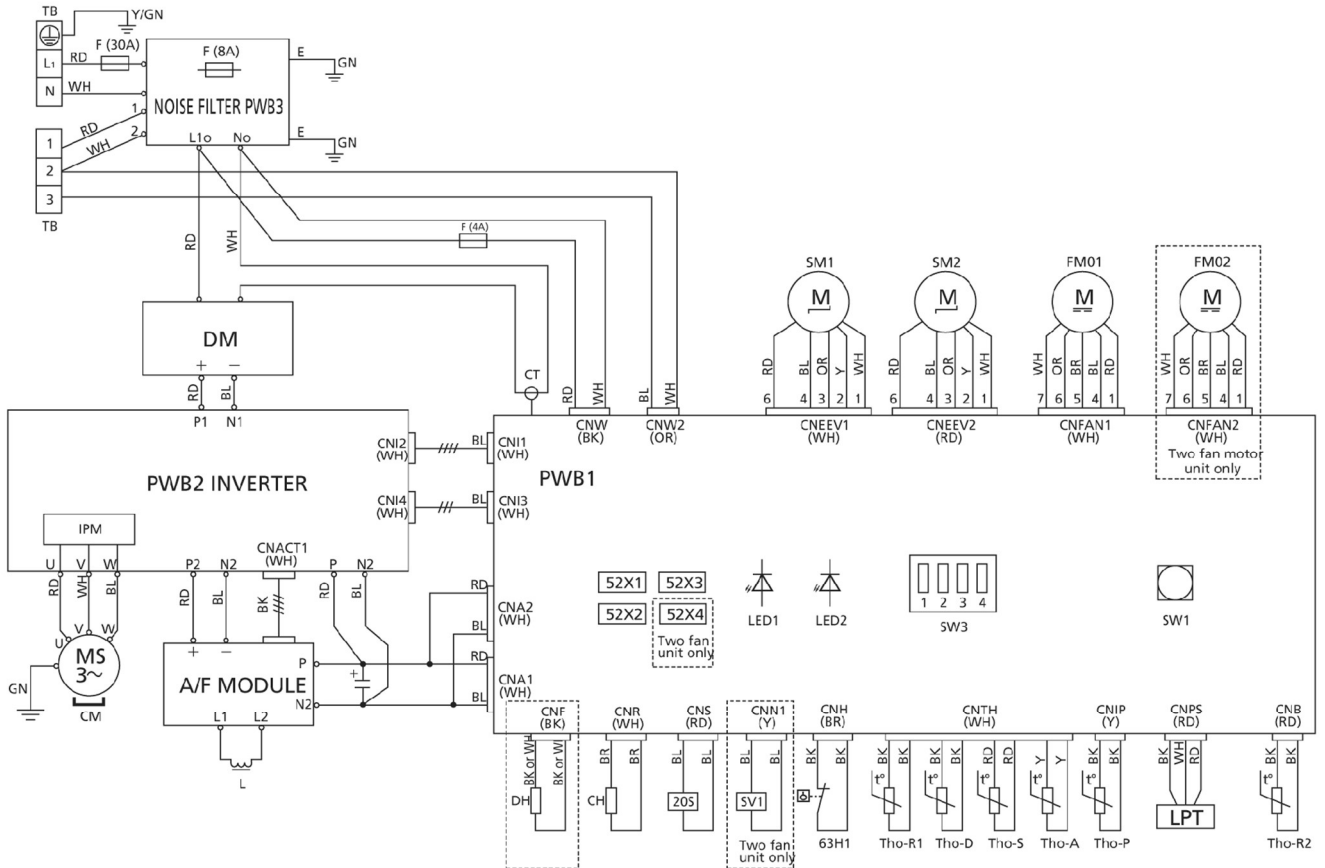 TB
Y/GN
L1 RD F (30A)
N WH
F (8A)
NOISE FILTER PWB3
E GN
E GN
1
2
L1o No
1 RD
2 WH
3
TB
RD
WH
F (4A)
DM
+ −
RD BL
P1 N1
CT
RD WH
CNW
(BK)
BL WH
CNW2
(OR)
SM1
M
RD BL OR Y WH
6 4 3 2 1
CNEEV1
(WH)
SM2
M
RD BL OR Y WH
6 4 3 2 1
CNEEV2
(RD)
FM01
M
WH OR BR BL RD
7 6 5 4 1
CNFAN1
(WH)
FM02
M
WH OR BR BL RD
7 6 5 4 1
CNFAN2
(WH)
Two fan motor
unit only
PWB2 INVERTER
CNI2
(WH)
BL
CNI1
(WH)
CNI4
(WH)
BL
CNI3
(WH)
PWB1
IPM
U V W
RD WH BL
U V W
MS
3~
CM
GN
P2 N2
RD BL
CNACT1
(WH)
BK
P N2
RD BL
+ −
A/F MODULE
P
N2
L1 L2
L
+
RD
CNA2
(WH)
BL
RD
CNA1
(WH)
BL
52X1 52X3
52X2 52X4
Two fan
unit only
LED1
LED2
1 2 3 4
SW3
SW1
CNF
(BK)
BK or WH
BK or WH
DH
CNR
(WH)
BR BR
CH
CNS
(RD)
BL BL
20S
CNN1
(Y)
BL BL
SV1
Two fan
unit only
CNH
(BR)
BK BK
63H1
CNTH
(WH)
BK BK
t°
Tho-R1
BK BK
t°
Tho-D
RD RD
t°
Tho-S
Y Y
t°
Tho-A
CNIP
(Y)
BK BK
t°
Tho-P
CNPS
(RD)
BK WH RD
LPT
CNB
(RD)
BK BK
t°
Tho-R2